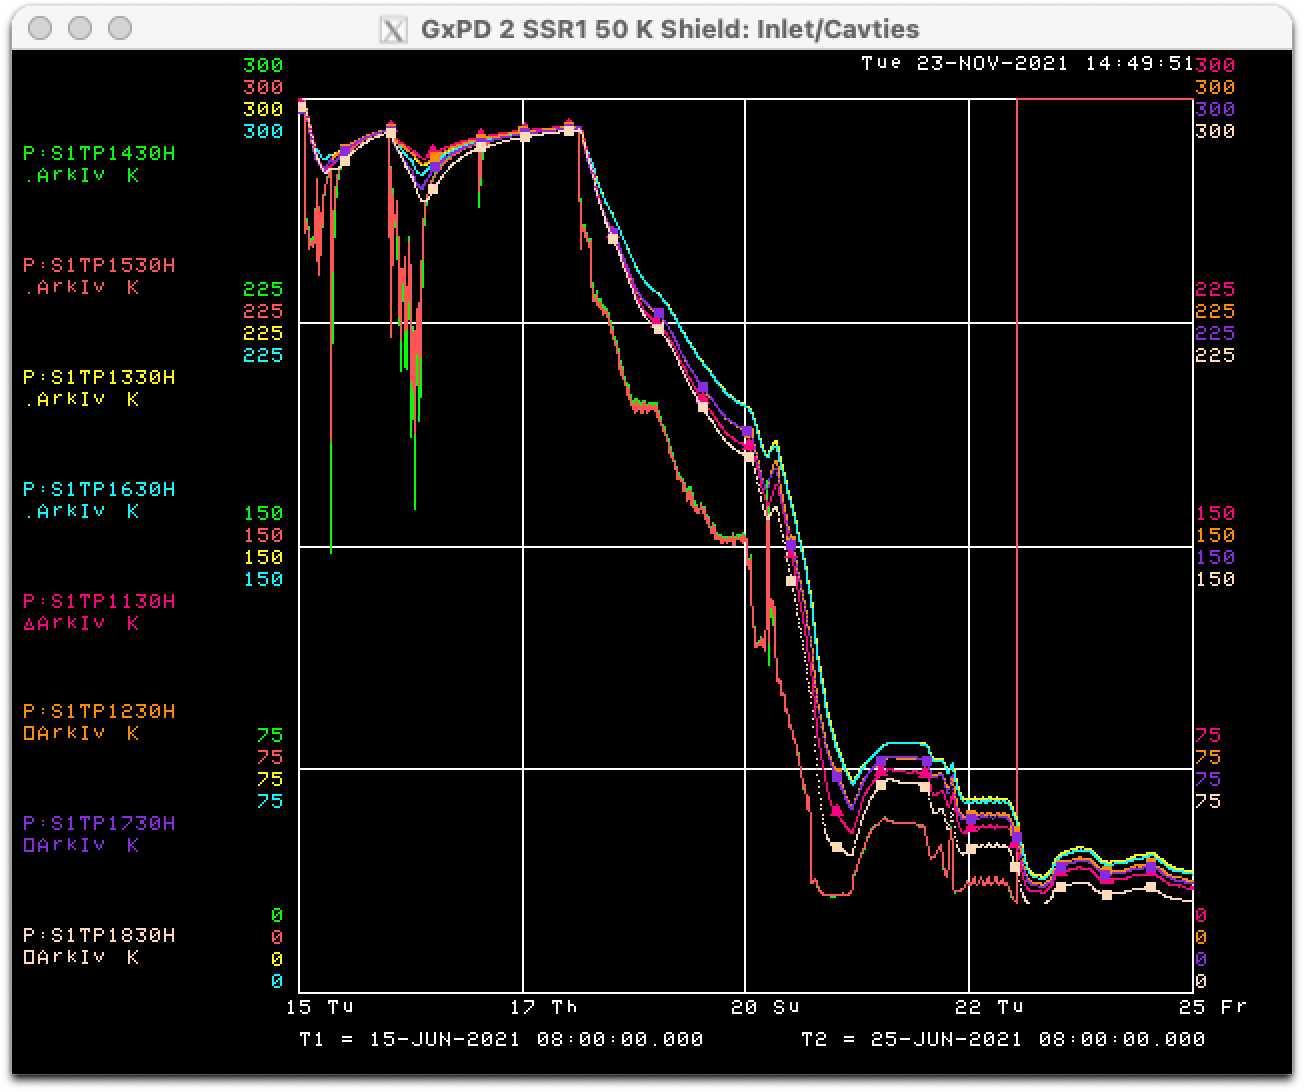 GxPD 2 SSR1 50 K Shield: Inlet/Cavties
Tue 23-NOV-2021 14:49:51
300 300
300 300
300 300
300 300
P:S1TP1430H
.ArkIv K
P:S1TP1530H
.ArkIv K
225 225
225 225
225 225
225 225
P:S1TP1330H
.ArkIv K
P:S1TP1630H
.ArkIv K
150 150
150 150
150 150
150 150
P:S1TP1130H
ΔArkIv K
P:S1TP1230H
□ArkIv K
75 75
75 75
75 75
75 75
P:S1TP1730H
□ArkIv K
0 0
0 0
0 0
0 0
P:S1TP1830H
□ArkIv K
15 Tu 17 Th 20 Su 22 Tu 25 Fr
T1 = 15-JUN-2021 08:00:00.000 T2 = 25-JUN-2021 08:00:00.000